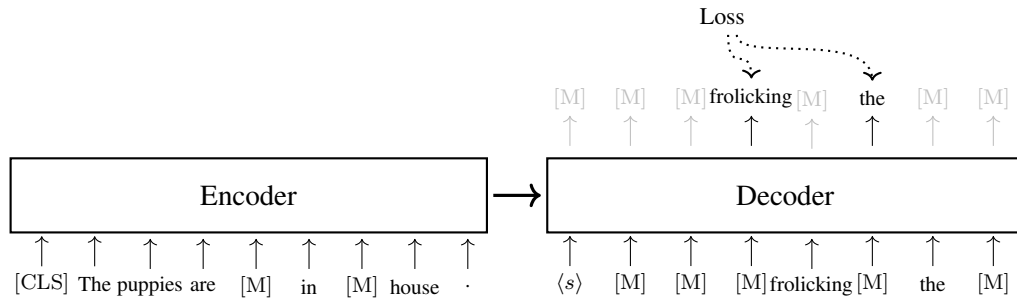 Loss
[M] [M] [M] frolicking [M] the [M] [M]
Encoder Decoder
[CLS] The puppies are [M] in [M] house . ⟨s⟩ [M] [M] [M] frolicking [M] the [M]